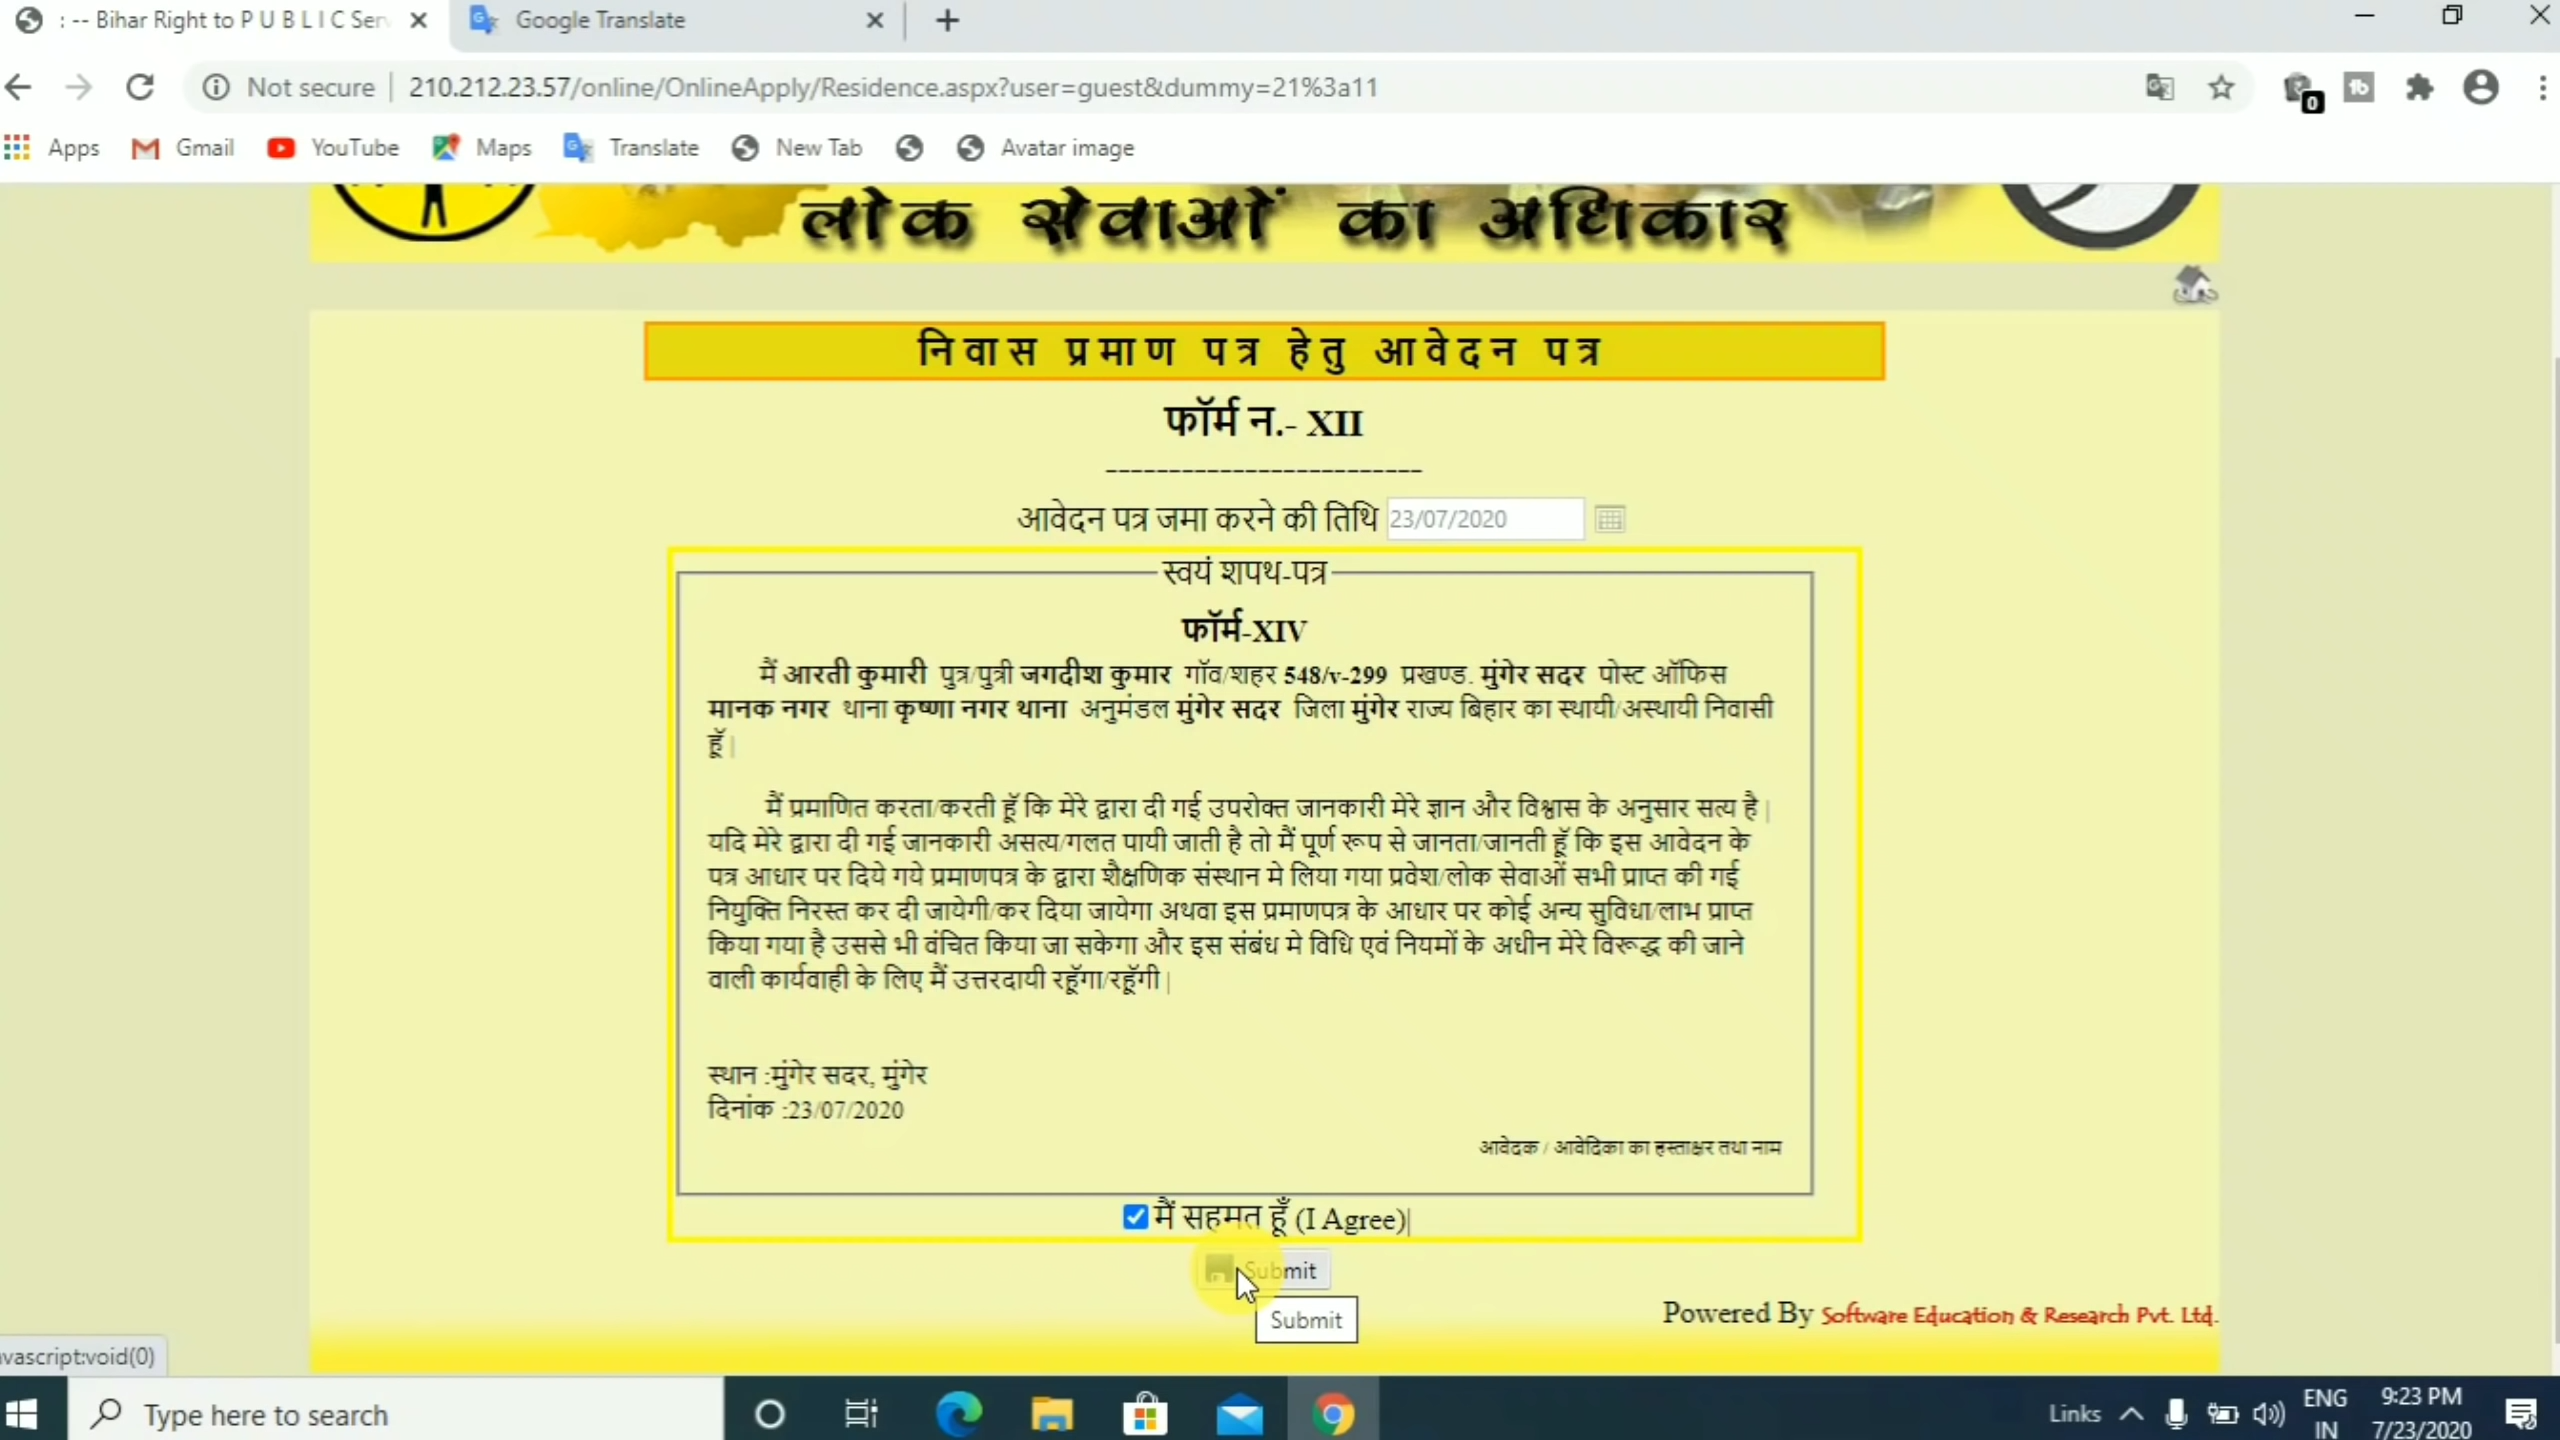 : -- Bihar Right to P U B L I C Ser
Google Translate
Not secure
210.212.23.57/online/OnlineApply/Residence.aspx?user=guest&dummy=21%3a11
0
Apps
Gmail
YouTube
Maps
Translate
New Tab
Avatar image
लोक सेवाओं का अधिकार
निवास प्रमाण पत्र हेतु आवेदन पत्र
फॉर्म न.- XII
-------------------------
आवेदन पत्र जमा करने की तिथि 23/07/2020
स्वयं शपथ-पत्र
फॉर्म-XIV
मैं आरती कुमारी पुत्र/पुत्री जगदीश कुमार गॉव/शहर 548/v-299 प्रखण्ड. मुंगेर सदर पोस्ट ऑफिस
मानक नगर थाना कृष्णा नगर थाना अनुमंडल मुंगेर सदर जिला मुंगेर राज्य बिहार का स्थायी/अस्थायी निवासी
हॅू |
मैं प्रमाणित करता/करती हॅू कि मेरे द्वारा दी गई उपरोक्त जानकारी मेरे ज्ञान और विश्वास के अनुसार सत्य है |
यदि मेरे द्वारा दी गई जानकारी असत्य/गलत पायी जाती है तो मैं पूर्ण रूप से जानता/जानती हॅू कि इस आवेदन के
पत्र आधार पर दिये गये प्रमाणपत्र के द्वारा शैक्षणिक संस्थान मे लिया गया प्रवेश/लोक सेवाओं सभी प्राप्त की गई
नियुक्ति निरस्त कर दी जायेगी/कर दिया जायेगा अथवा इस प्रमाणपत्र के आधार पर कोई अन्य सुविधा/लाभ प्राप्त
किया गया है उससे भी वंचित किया जा सकेगा और इस संबंध मे विधि एवं नियमों के अधीन मेरे विरूद्ध की जाने
वाली कार्यवाही के लिए मैं उत्तरदायी रहूँगा/रहूँगी |
स्थान :मुंगेर सदर, मुंगेर
दिनांक :23/07/2020
आवेदक / आवेदिका का हस्ताक्षर तथा नाम
मैं सहमत हूँ (I Agree)|
Submit
Submit
Powered By Software Education & Research Pvt. Ltd.
avascript:void(0)
Type here to search
Links
ENG
IN
9:23 PM
7/23/2020